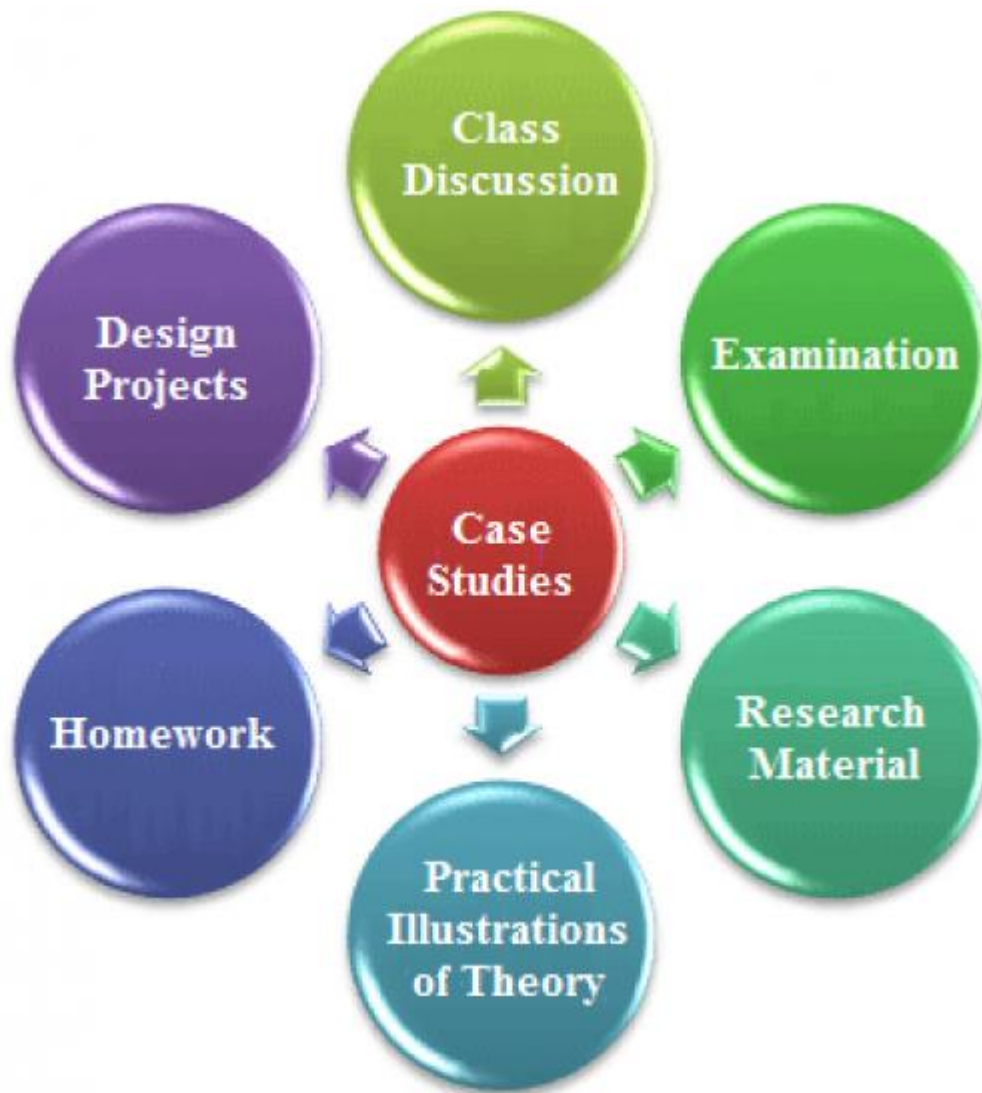 Class
Discussion
Design
Projects
Examination
Case
Studies
Homework
Research
Material
Practical
Illustrations
of Theory